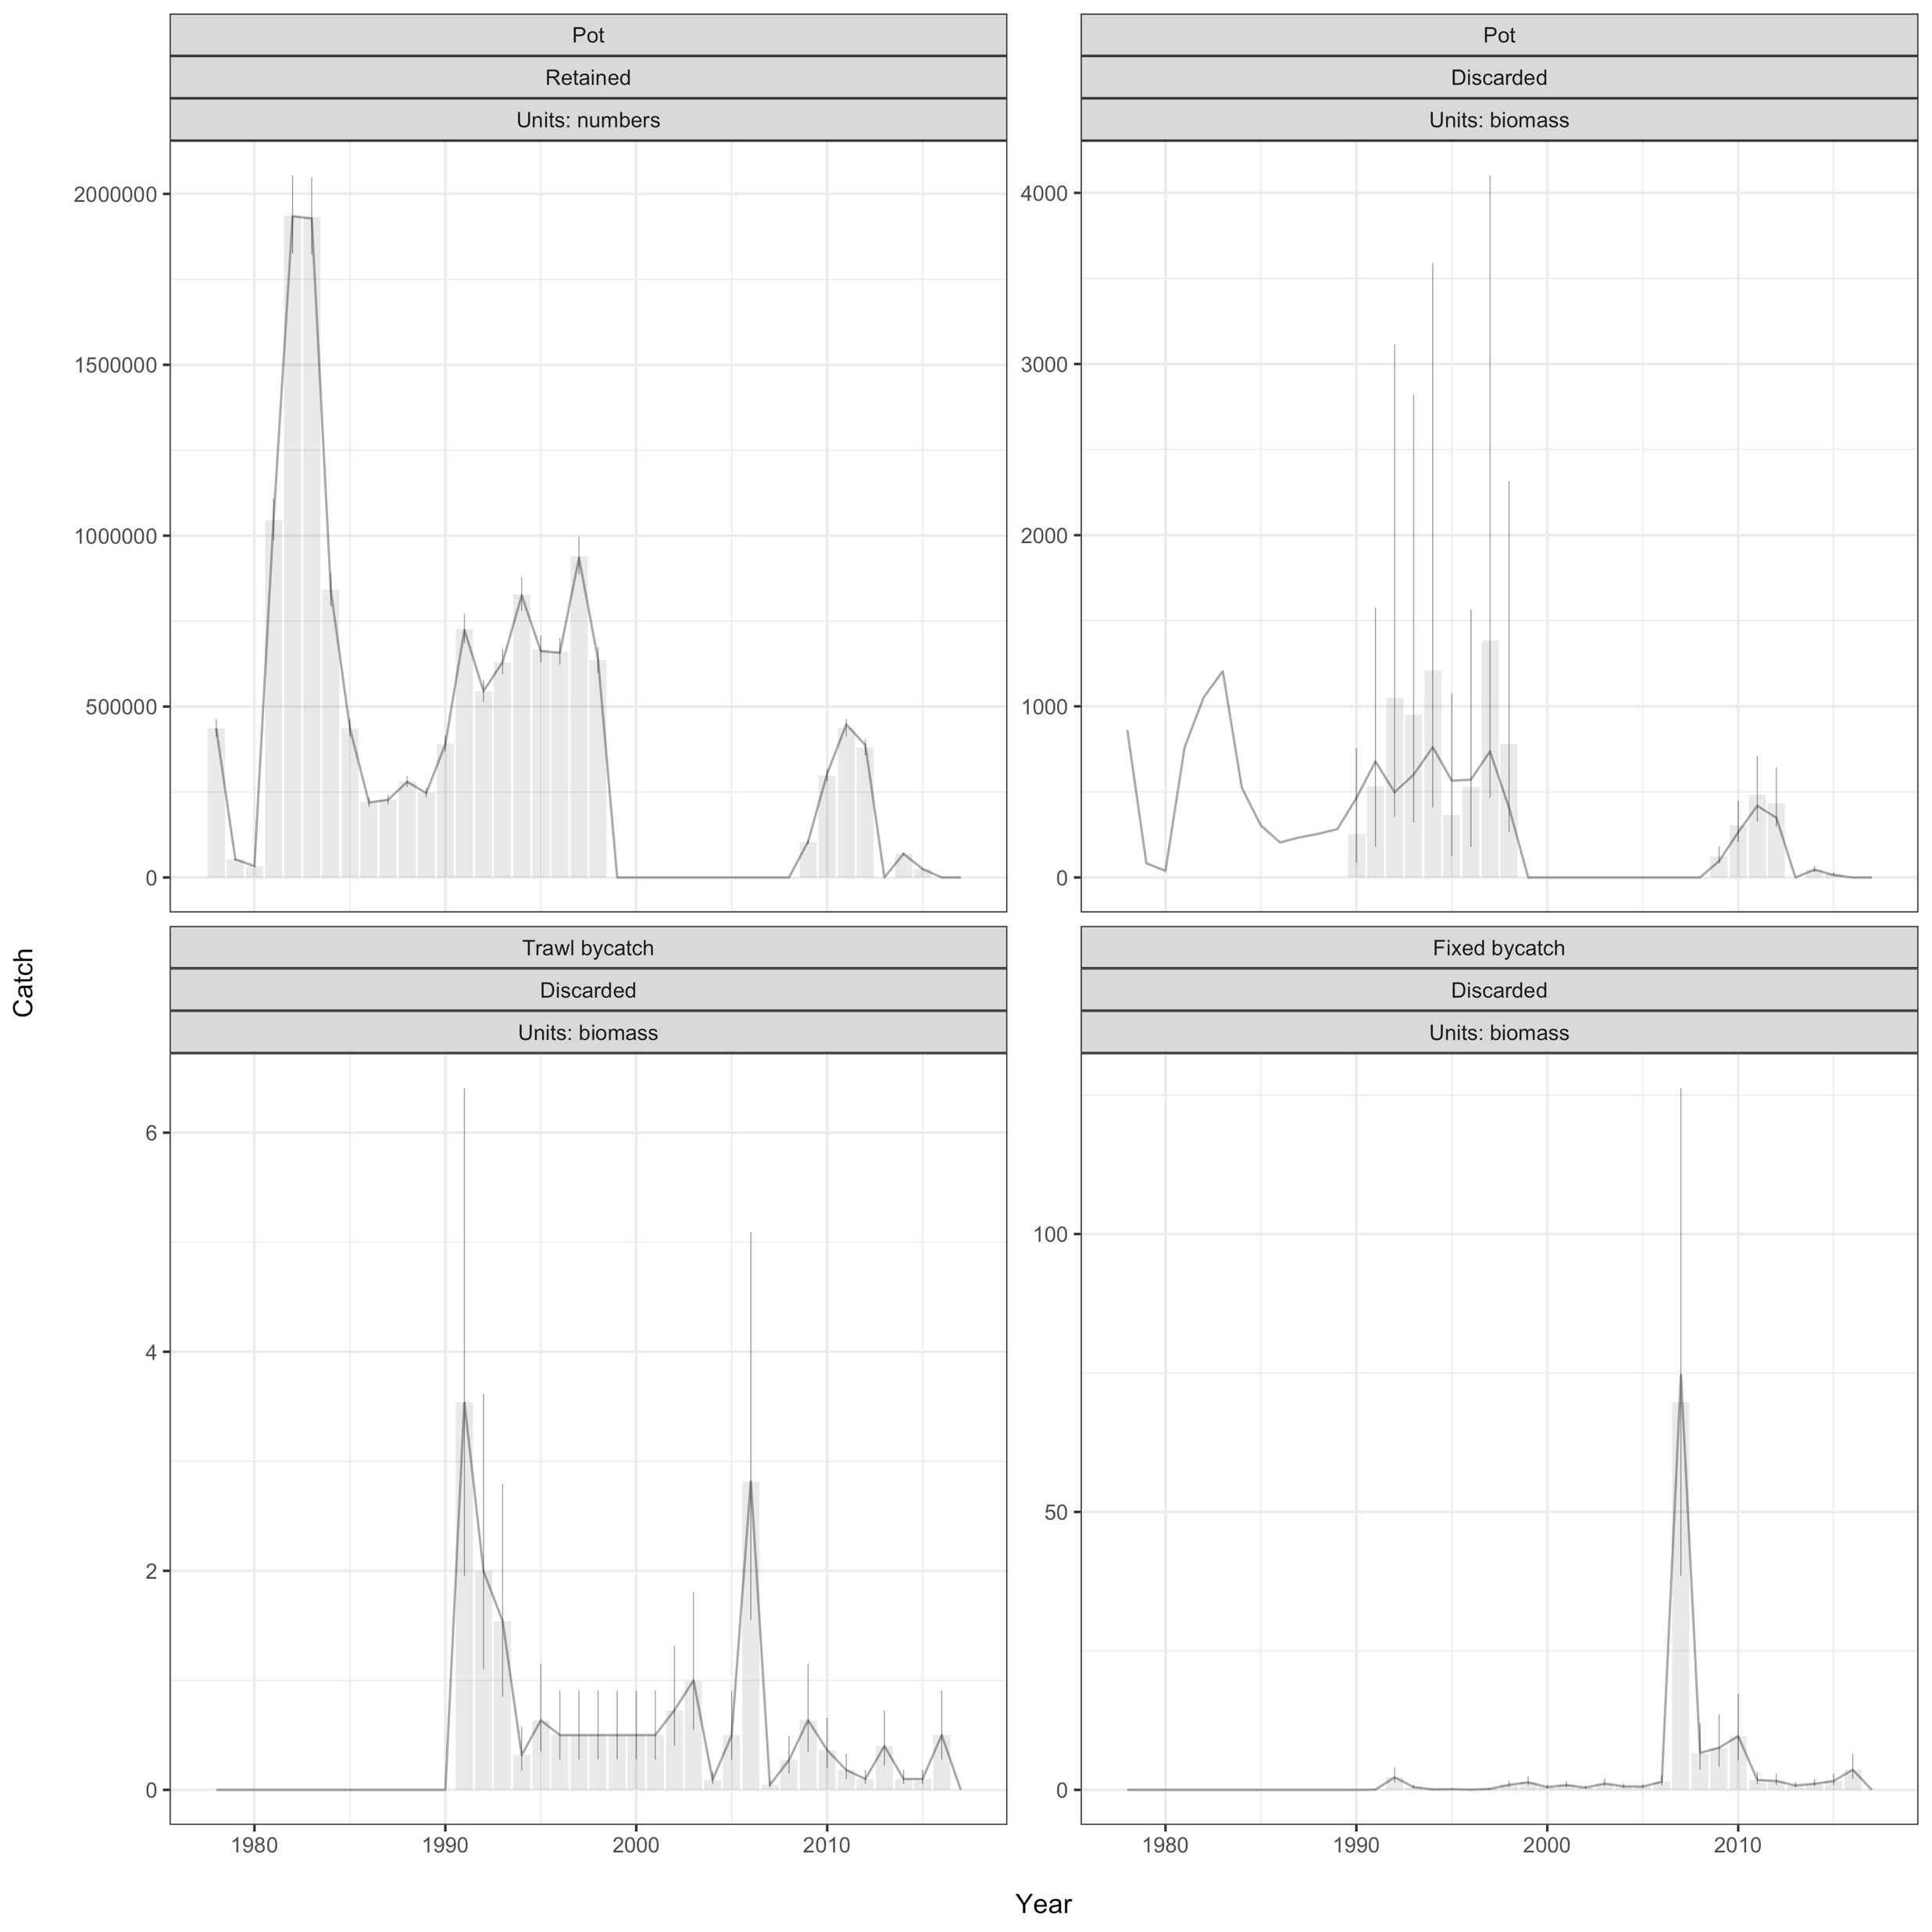 Pot
Retained
Units: numbers
Pot
Discarded
Units: biomass
2000000
1500000
1000000
500000
0
4000
3000
2000
1000
0
Catch
Trawl bycatch
Discarded
Units: biomass
Fixed bycatch
Discarded
Units: biomass
6
4
2
0
100
50
0
1980 1990 2000 2010
1980 1990 2000 2010
Year